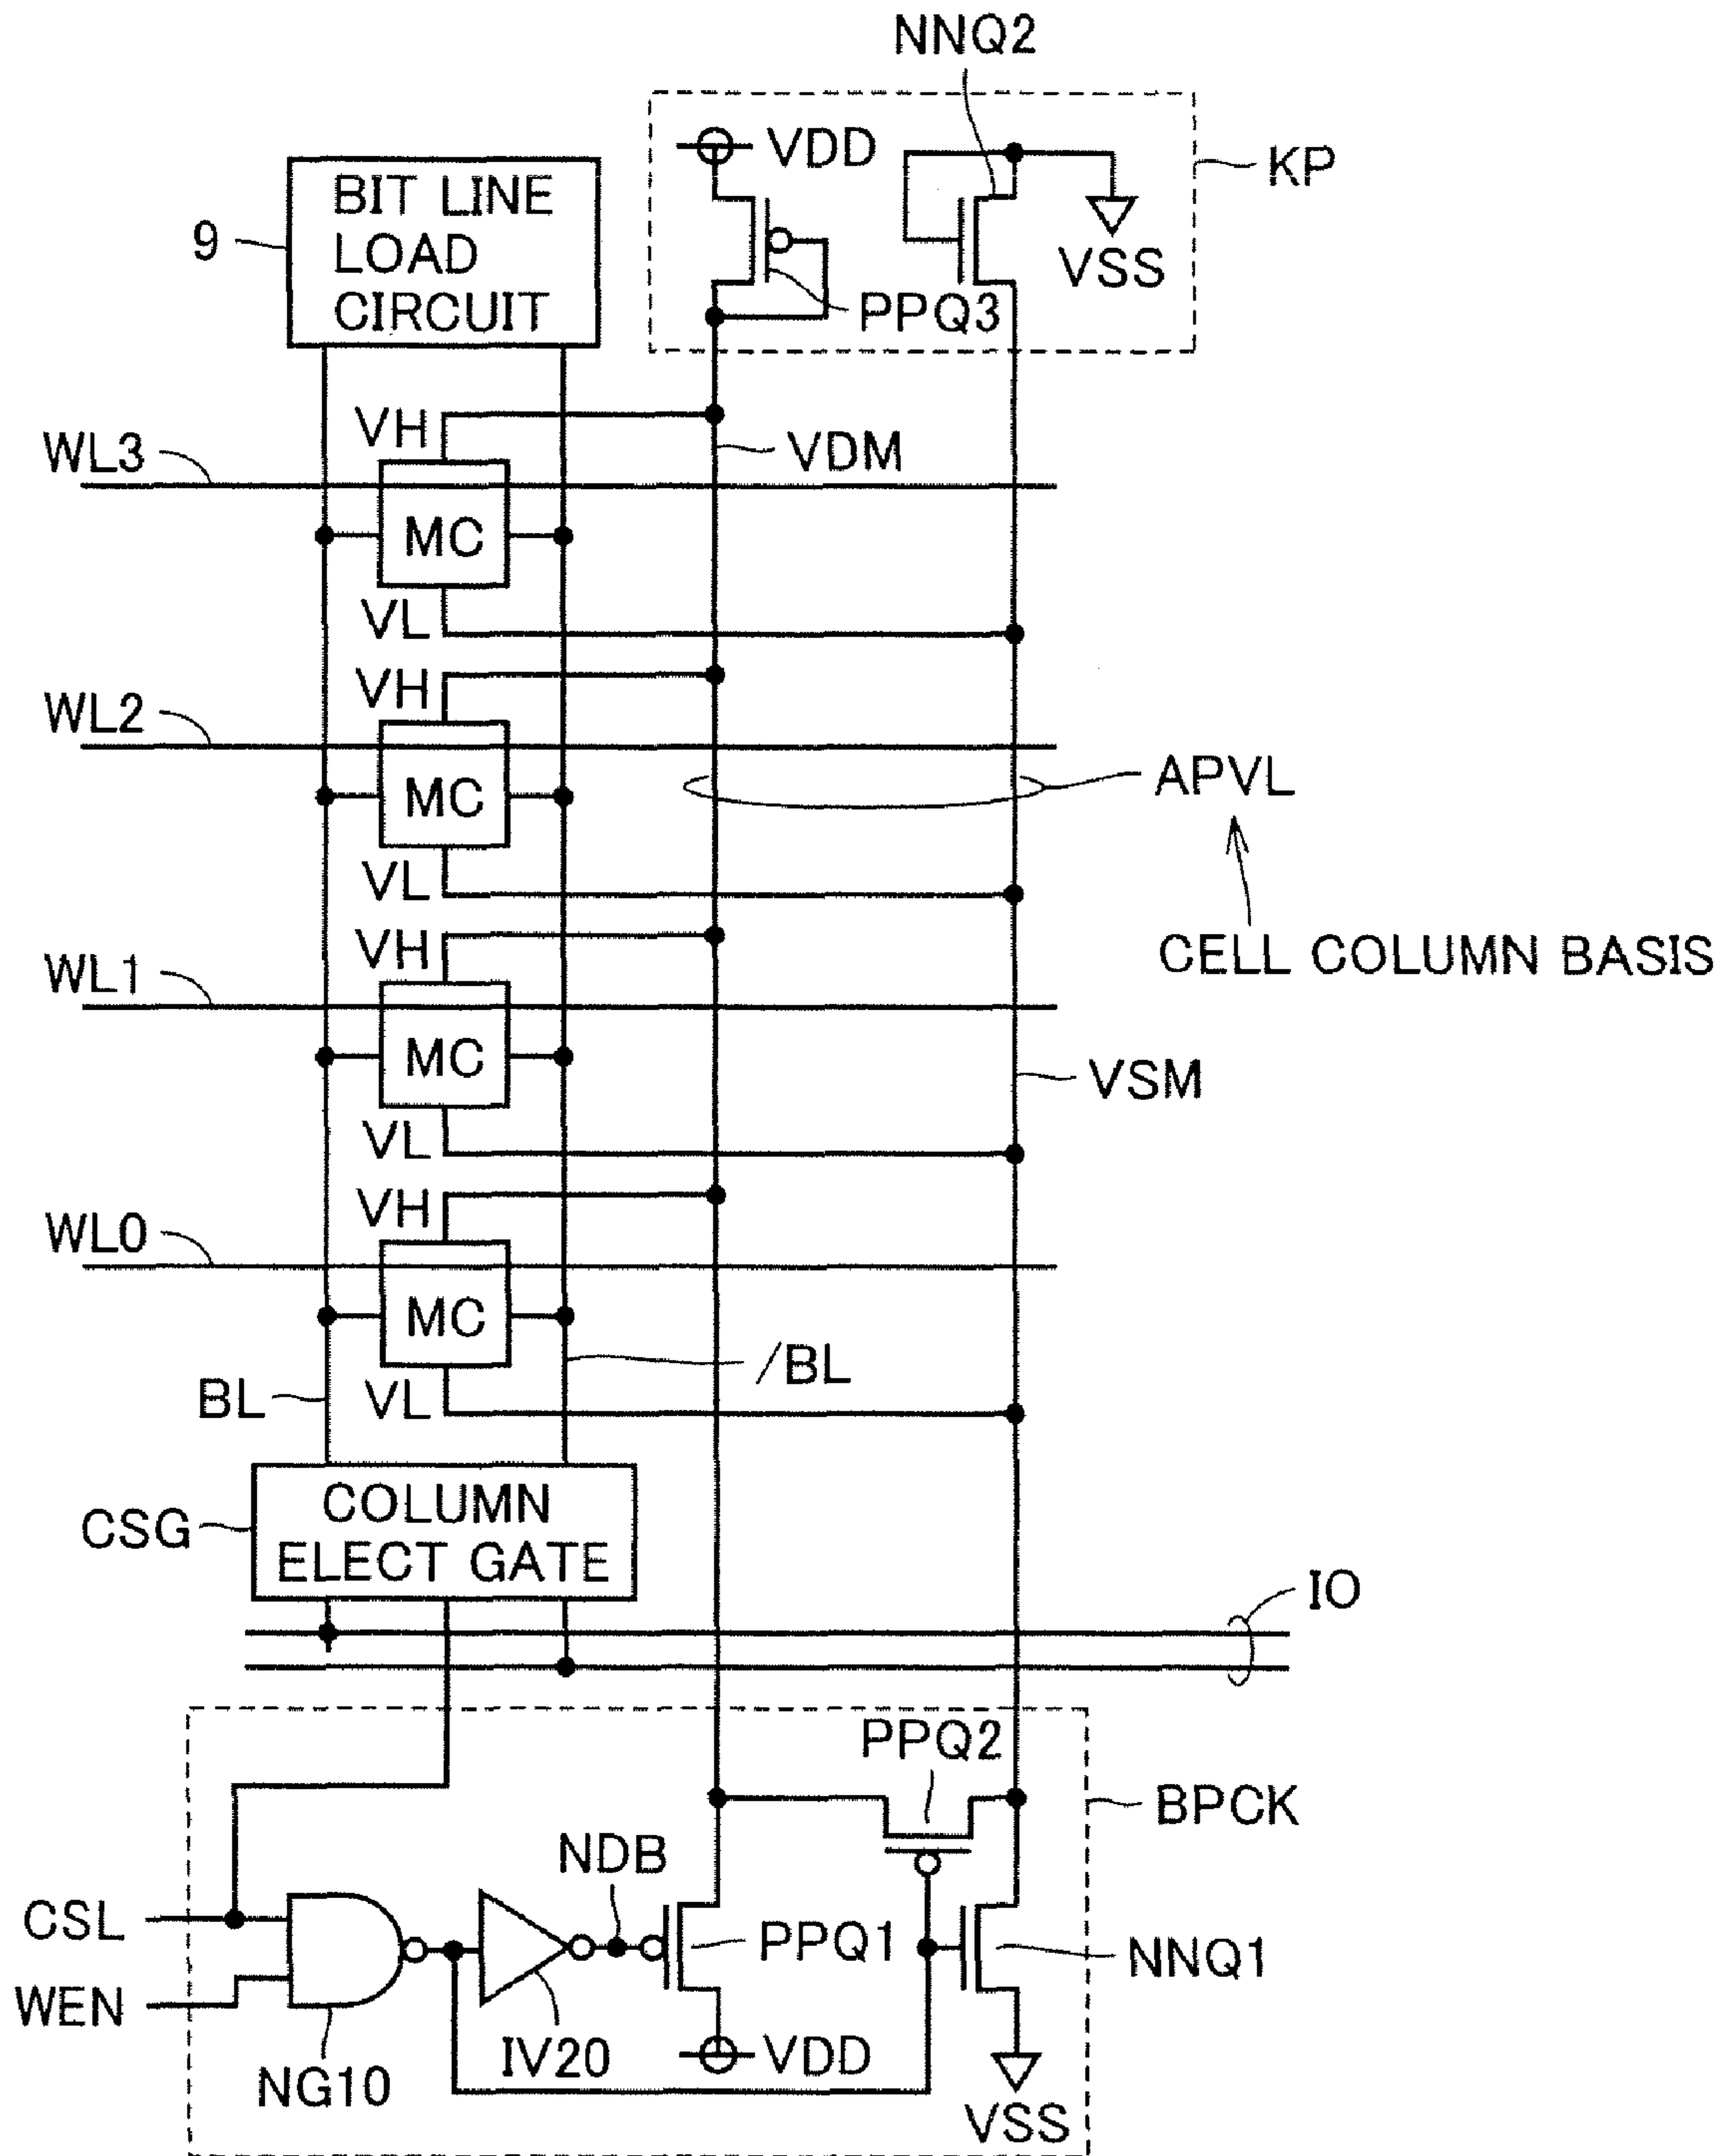 NNQ2
VDD
KP
BIT LINE
LOAD
CIRCUIT
9
VSS
PPQ3
VH
VDM
WL3
MC
VL
VH
WL2
MC
APVL
VL
CELL COLUMN BASIS
VH
WL1
MC
VSM
VL
VH
WL0
MC
/BL
BL
VL
COLUMN
ELECT GATE
CSG
IO
PPQ2
BPCK
NDB
CSL
PPQ1
NNQ1
WEN
IV20
VDD
NG10
VSS